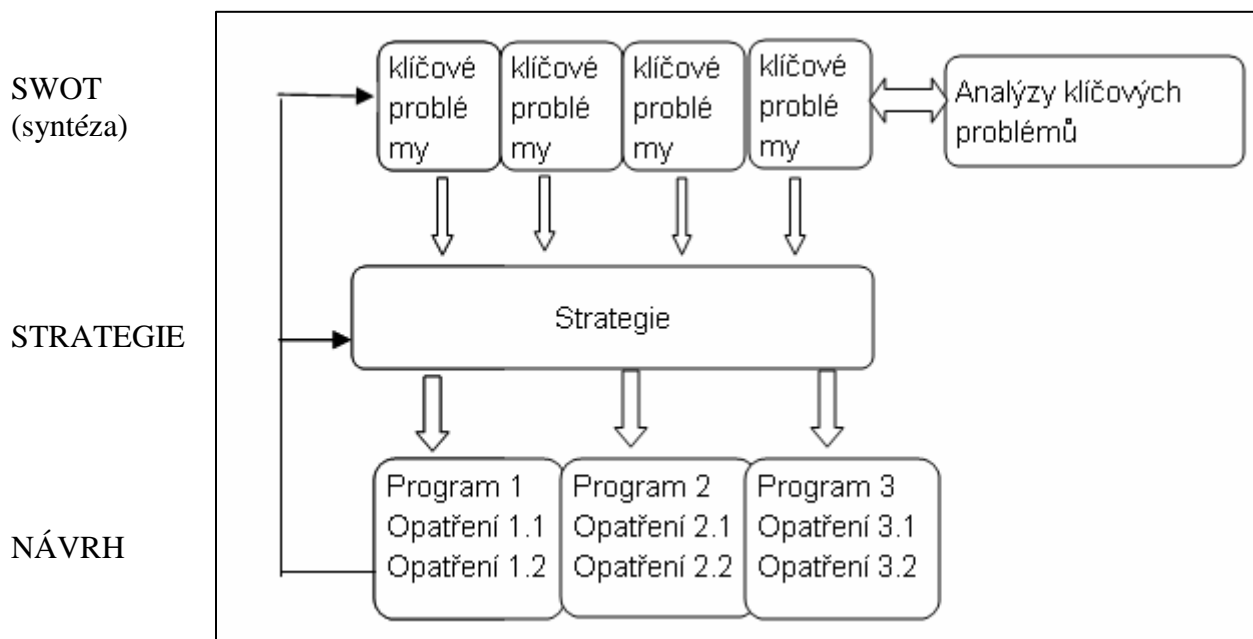 SWOT
(syntéza)
klíčové
problé
my
klíčové
problé
my
klíčové
problé
my
klíčové
problé
my
Analýzy klíčových
problémů
STRATEGIE
Strategie
NÁVRH
Program 1
Opatření 1.1
Opatření 1.2
Program 2
Opatření 2.1
Opatření 2.2
Program 3
Opatření 3.1
Opatření 3.2